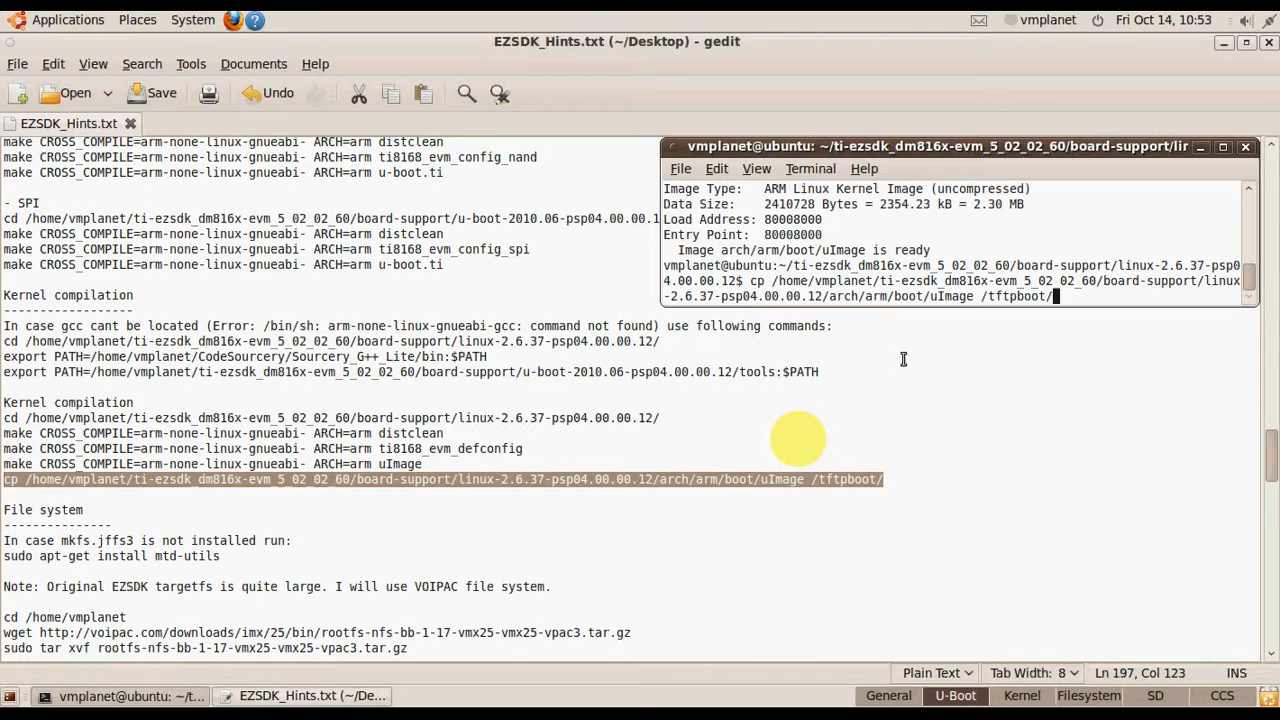 Applications Places System vmplanet Fri Oct 14, 10:53
EZSDK_Hints.txt (~/Desktop) - gedit
File Edit View Search Tools Documents Help
Open Save Undo
EZSDK_Hints.txt
make CROSS_COMPILE=arm-none-linux-gnueabi- ARCH=arm distclean
make CROSS_COMPILE=arm-none-linux-gnueabi- ARCH=arm ti8168_evm_config_nand
make CROSS_COMPILE=arm-none-linux-gnueabi- ARCH=arm u-boot.ti
- SPI
cd /home/vmplanet/ti-ezsdk_dm816x-evm_5_02_02_60/board-support/u-boot-2010.06-psp04.00.00.1
make CROSS_COMPILE=arm-none-linux-gnueabi- ARCH=arm distclean
make CROSS_COMPILE=arm-none-linux-gnueabi- ARCH=arm ti8168_evm_config_spi
make CROSS_COMPILE=arm-none-linux-gnueabi- ARCH=arm u-boot.ti
Kernel compilation
------------------
In case gcc cant be located (Error: /bin/sh: arm-none-linux-gnueabi-gcc: command not found) use following commands:
cd /home/vmplanet/ti-ezsdk_dm816x-evm_5_02_02_60/board-support/linux-2.6.37-psp04.00.00.12/
export PATH=/home/vmplanet/CodeSourcery/Sourcery_G++_Lite/bin:$PATH
export PATH=/home/vmplanet/ti-ezsdk_dm816x-evm_5_02_02_60/board-support/u-boot-2010.06-psp04.00.00.12/tools:$PATH
Kernel compilation
cd /home/vmplanet/ti-ezsdk_dm816x-evm_5_02_02_60/board-support/linux-2.6.37-psp04.00.00.12/
make CROSS_COMPILE=arm-none-linux-gnueabi- ARCH=arm distclean
make CROSS_COMPILE=arm-none-linux-gnueabi- ARCH=arm ti8168_evm_defconfig
make CROSS_COMPILE=arm-none-linux-gnueabi- ARCH=arm uImage
cp /home/vmplanet/ti-ezsdk_dm816x-evm_5_02_02_60/board-support/linux-2.6.37-psp04.00.00.12/arch/arm/boot/uImage /tftpboot/
File system
---------------
In case mkfs.jffs3 is not installed run:
sudo apt-get install mtd-utils
Note: Original EZSDK targetfs is quite large. I will use VOIPAC file system.
cd /home/vmplanet
wget http://voipac.com/downloads/imx/25/bin/rootfs-nfs-bb-1-17-vmx25-vmx25-vpac3.tar.gz
sudo tar xvf rootfs-nfs-bb-1-17-vmx25-vmx25-vpac3.tar.gz
vmplanet@ubuntu: ~/ti-ezsdk_dm816x-evm_5_02_02_60/board-support/lir
File Edit View Terminal Help
Image Type:   ARM Linux Kernel Image (uncompressed)
Data Size:    2410728 Bytes = 2354.23 kB = 2.30 MB
Load Address: 80008000
Entry Point:  80008000
Image arch/arm/boot/uImage is ready
vmplanet@ubuntu:~/ti-ezsdk_dm816x-evm_5_02_02_60/board-support/linux-2.6.37-psp0
4.00.00.12$ cp /home/vmplanet/ti-ezsdk_dm816x-evm_5_02_02_60/board-support/linux
-2.6.37-psp04.00.00.12/arch/arm/boot/uImage /tftpboot/
Plain Text Tab Width: 8 Ln 197, Col 123 INS
vmplanet@ubuntu: ~/t... EZSDK_Hints.txt (~/De... General U-Boot Kernel Filesystem SD CCS